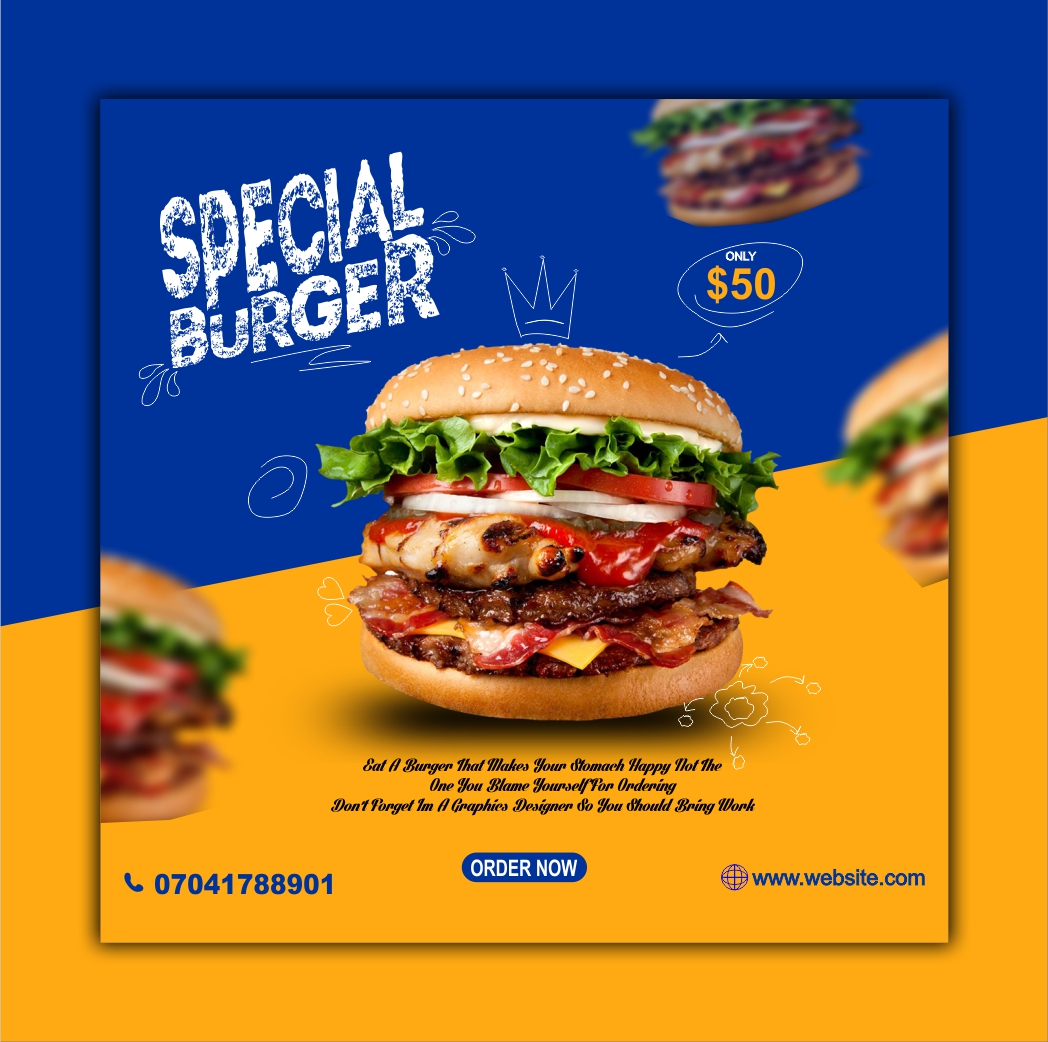 SPECIAL
BURGER
ONLY
$50
Eat A Burger That Makes Your Stomach Happy Not The
One You Blame Yourself For Ordering
Don't Forget Im A Graphics Designer So You Should Bring Work
ORDER NOW
07041788901
www.website.com